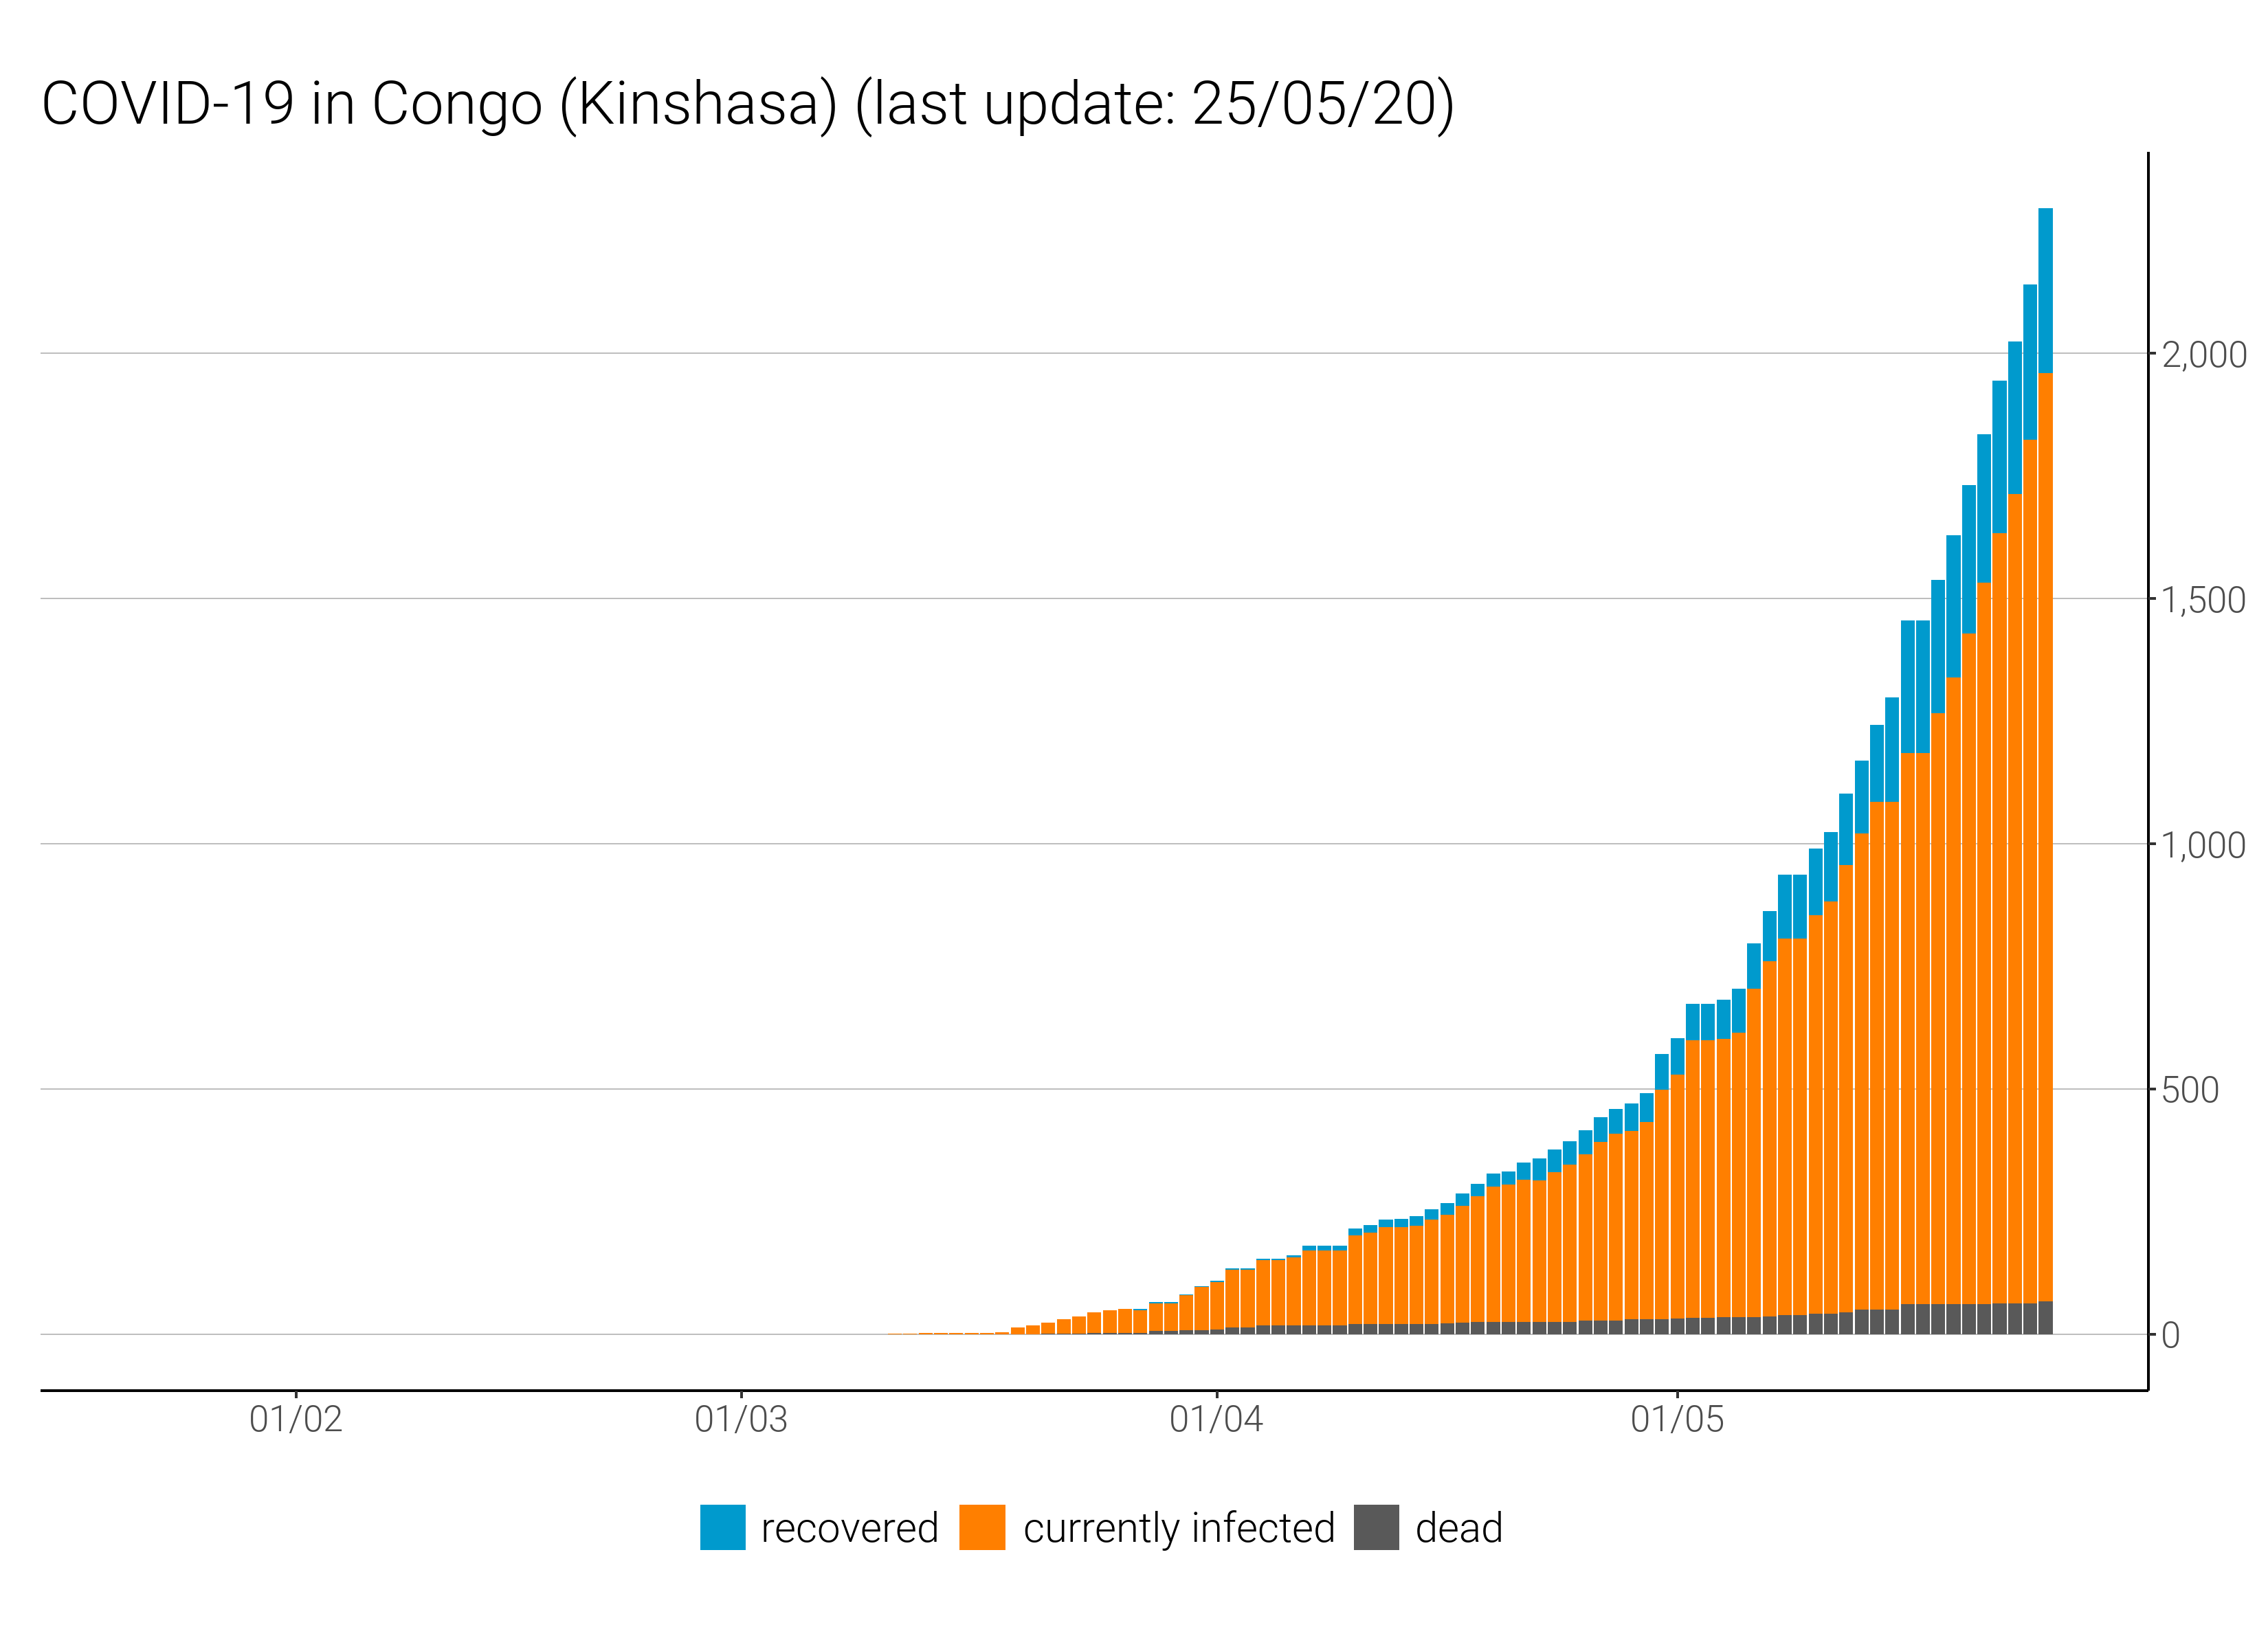 COVID-19 in Congo (Kinshasa) (last update: 25/05/20)
2,000
1,500
1,000
500
0
01/02 01/03 01/04 01/05
recovered currently infected dead